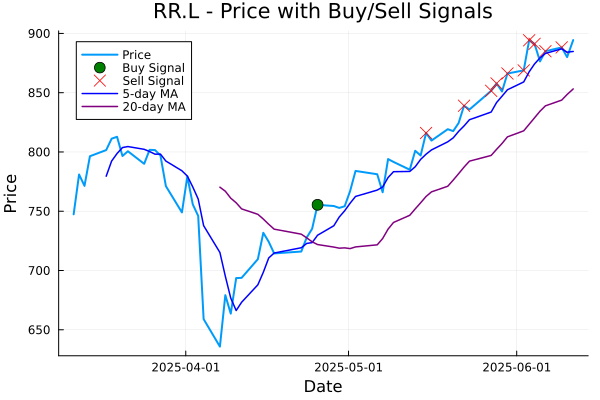 RR.L - Price with Buy/Sell Signals
900
850
800
750
700
650
Price
Price
Buy Signal
Sell Signal
5-day MA
20-day MA
2025-04-01
2025-05-01
2025-06-01
Date